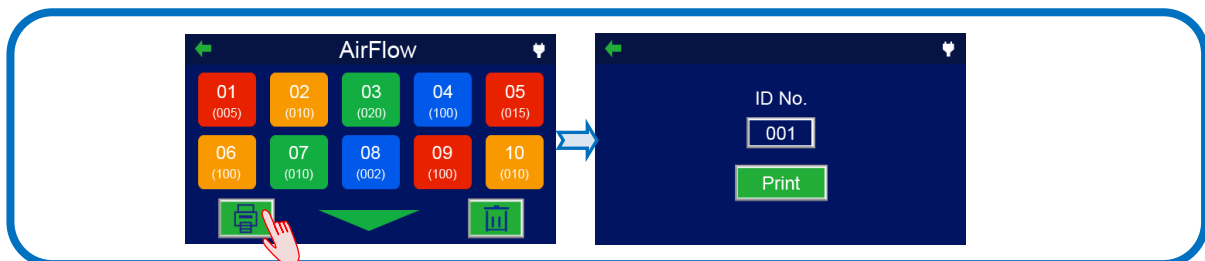 AirFlow
01 02 03 04 05
(005) (010) (020) (100) (015)
06 07 08 09 10
(100) (010) (002) (100) (010)
ID No.
001
Print